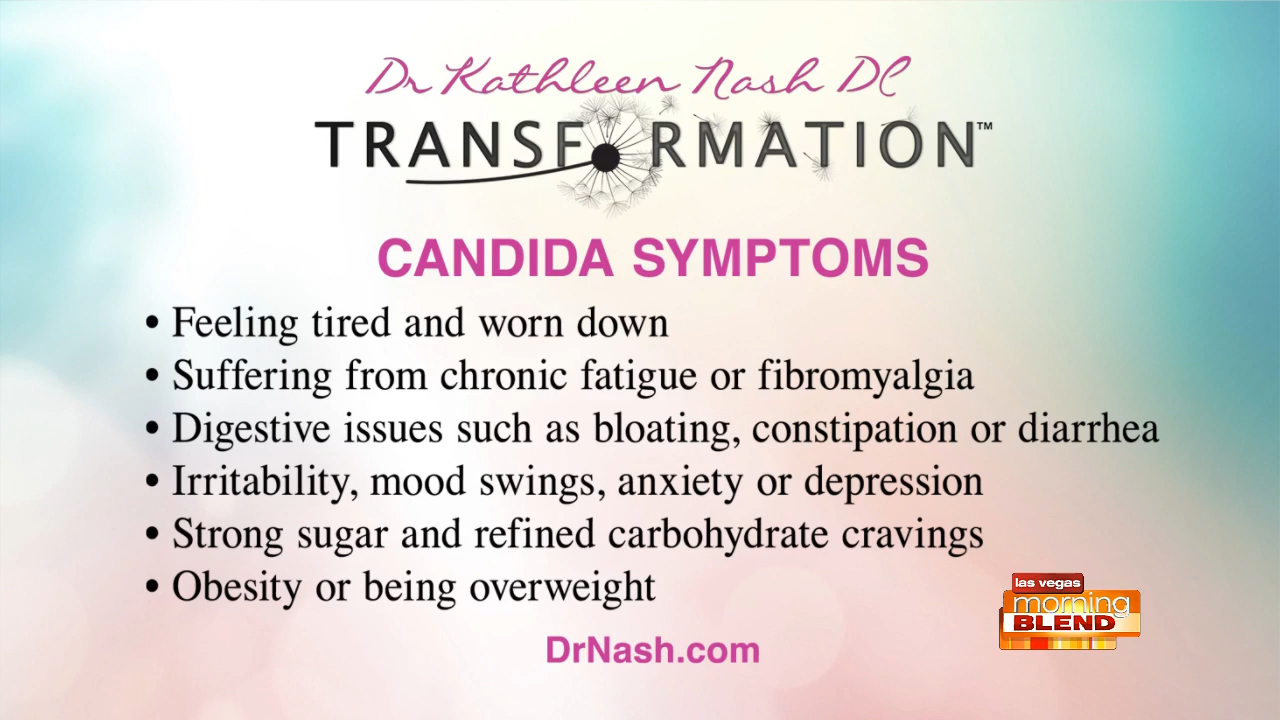 Dr Kathleen Nash DC
TRANSFORMATION™
CANDIDA SYMPTOMS
• Feeling tired and worn down
• Suffering from chronic fatigue or fibromyalgia
• Digestive issues such as bloating, constipation or diarrhea
• Irritability, mood swings, anxiety or depression
• Strong sugar and refined carbohydrate cravings
• Obesity or being overweight
las vegas
morning
BLEND
DrNash.com